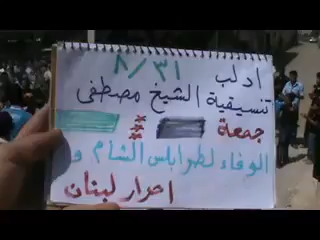 ادلب ٨/٣١
تنسيقية الشيخ مصطفى
جمعة
الوفاء لطرابلس الشام و
احرار لبنان